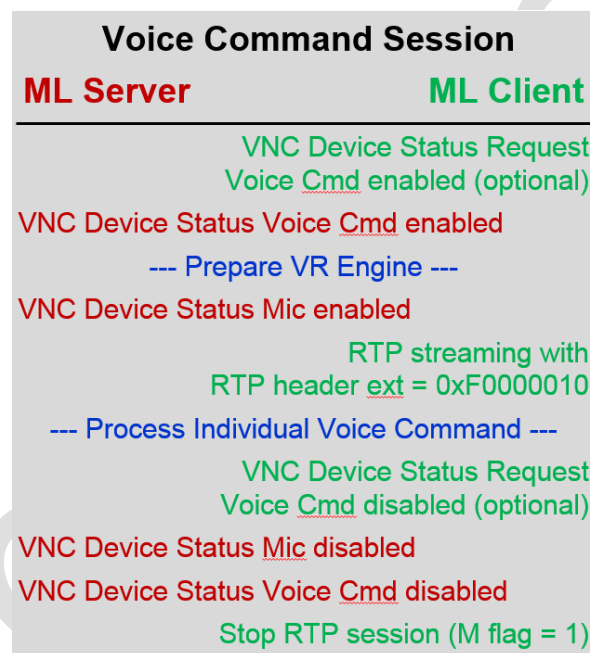 Voice Command Session
ML Server ML Client
VNC Device Status Request
Voice Cmd enabled (optional)
VNC Device Status Voice Cmd enabled
--- Prepare VR Engine ---
VNC Device Status Mic enabled
RTP streaming with
RTP header ext = 0xF0000010
--- Process Individual Voice Command ---
VNC Device Status Request
Voice Cmd disabled (optional)
VNC Device Status Mic disabled
VNC Device Status Voice Cmd disabled
Stop RTP session (M flag = 1)